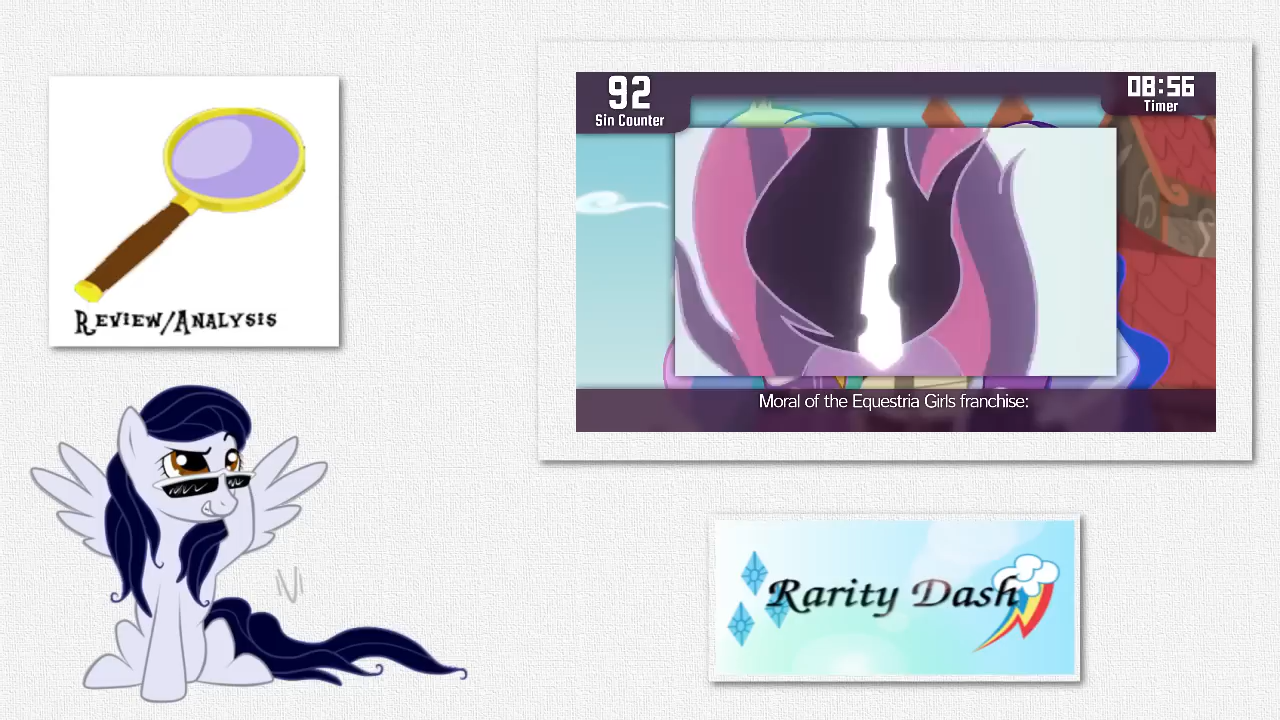 92
Sin Counter
08:56
Timer
Moral of the Equestria Girls franchise:
Review/Analysis
Rarity Dash